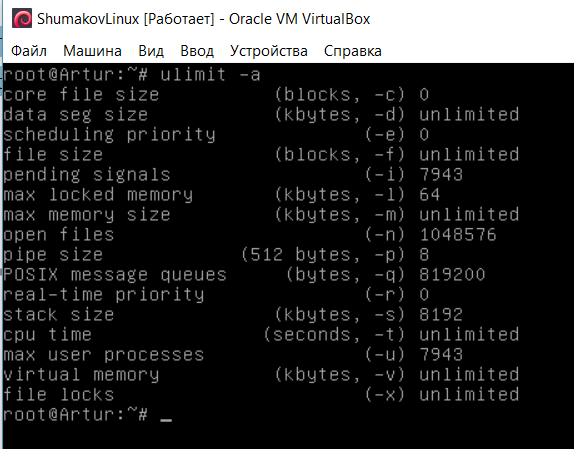 ShumakovLinux [Работает] - Oracle VM VirtualBox
Файл Машина Вид Ввод Устройства Справка
root@Artur:~# ulimit -a
core file size (blocks, -c) 0
data seg size (kbytes, -d) unlimited
scheduling priority (-e) 0
file size (blocks, -f) unlimited
pending signals (-i) 7943
max locked memory (kbytes, -l) 64
max memory size (kbytes, -m) unlimited
open files (-n) 1048576
pipe size (512 bytes, -p) 8
POSIX message queues (bytes, -q) 819200
real-time priority (-r) 0
stack size (kbytes, -s) 8192
cpu time (seconds, -t) unlimited
max user processes (-u) 7943
virtual memory (kbytes, -v) unlimited
file locks (-x) unlimited
root@Artur:~# _